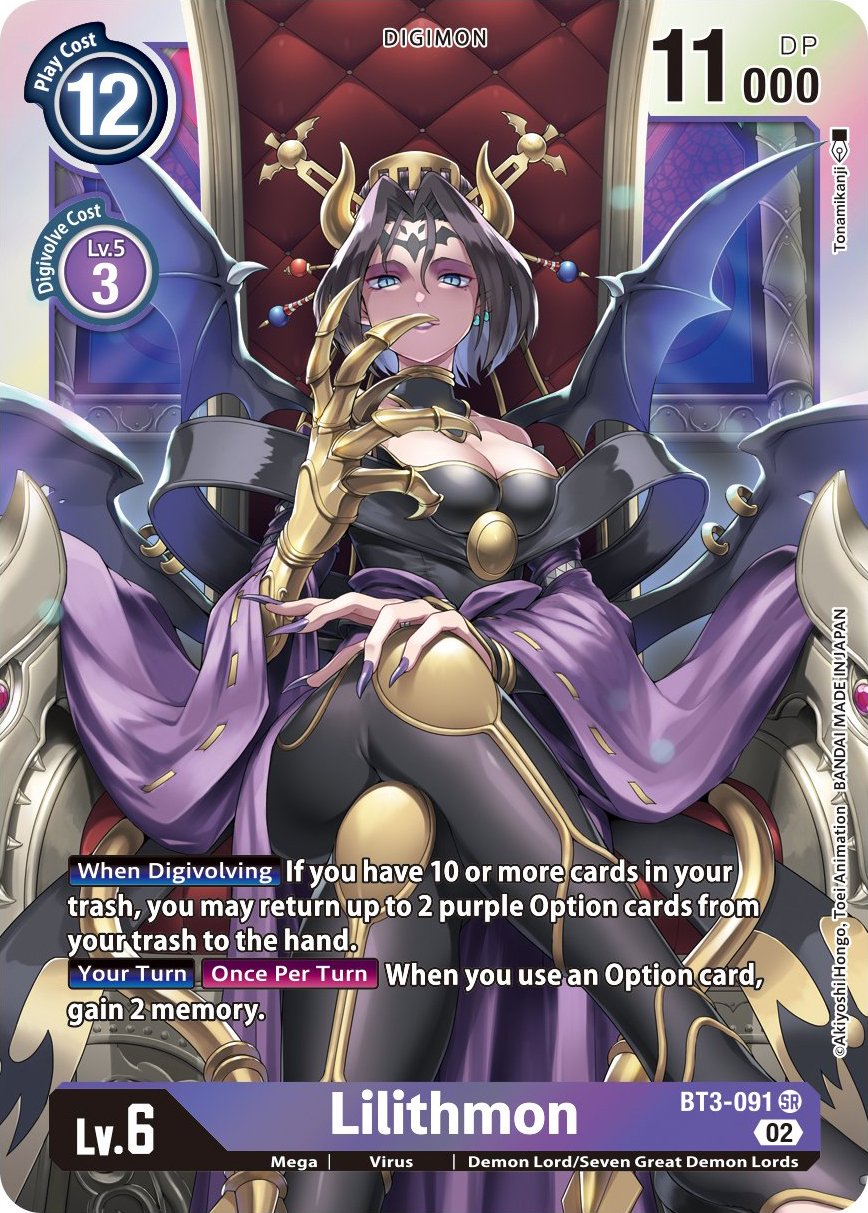 DIGIMON
Play Cost
12
11000
DP
Digivolve Cost
Lv.5
3
Tonamikanji
When Digivolving If you have 10 or more cards in your
trash, you may return up to 2 purple Option cards from
your trash to the hand.
Your Turn Once Per Turn When you use an Option card,
gain 2 memory.
©Akiyoshi Hongo, Toei Animation BANDAI MADE IN JAPAN
Lv.6
Lilithmon
BT3-091 SR
02
Mega | Virus | Demon Lord/Seven Great Demon Lords